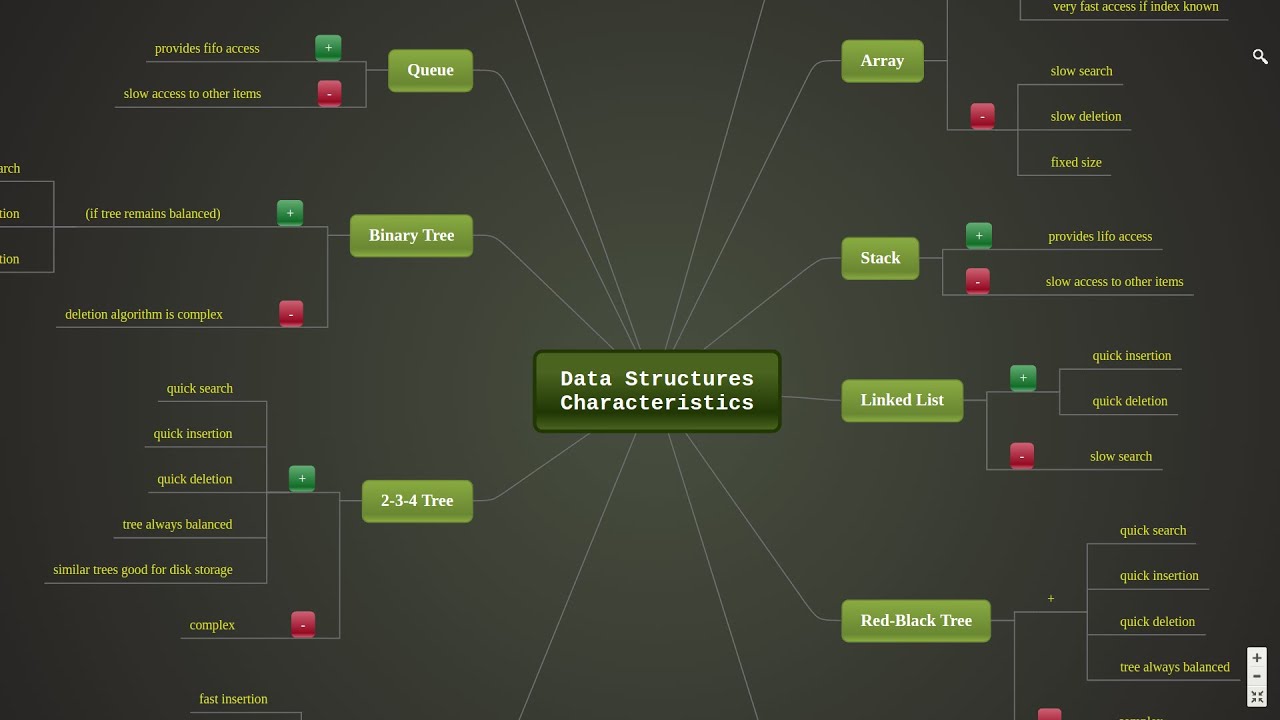 Data Structures
Characteristics
Queue
+
provides fifo access
-
slow access to other items
Binary Tree
+
(if tree remains balanced)
-
deletion algorithm is complex
2-3-4 Tree
+
quick search
quick insertion
quick deletion
tree always balanced
similar trees good for disk storage
-
complex
fast insertion
very fast access if index known
Array
-
slow search
slow deletion
fixed size
Stack
+
provides lifo access
-
slow access to other items
Linked List
+
quick insertion
quick deletion
-
slow search
Red-Black Tree
+
quick search
quick insertion
quick deletion
tree always balanced